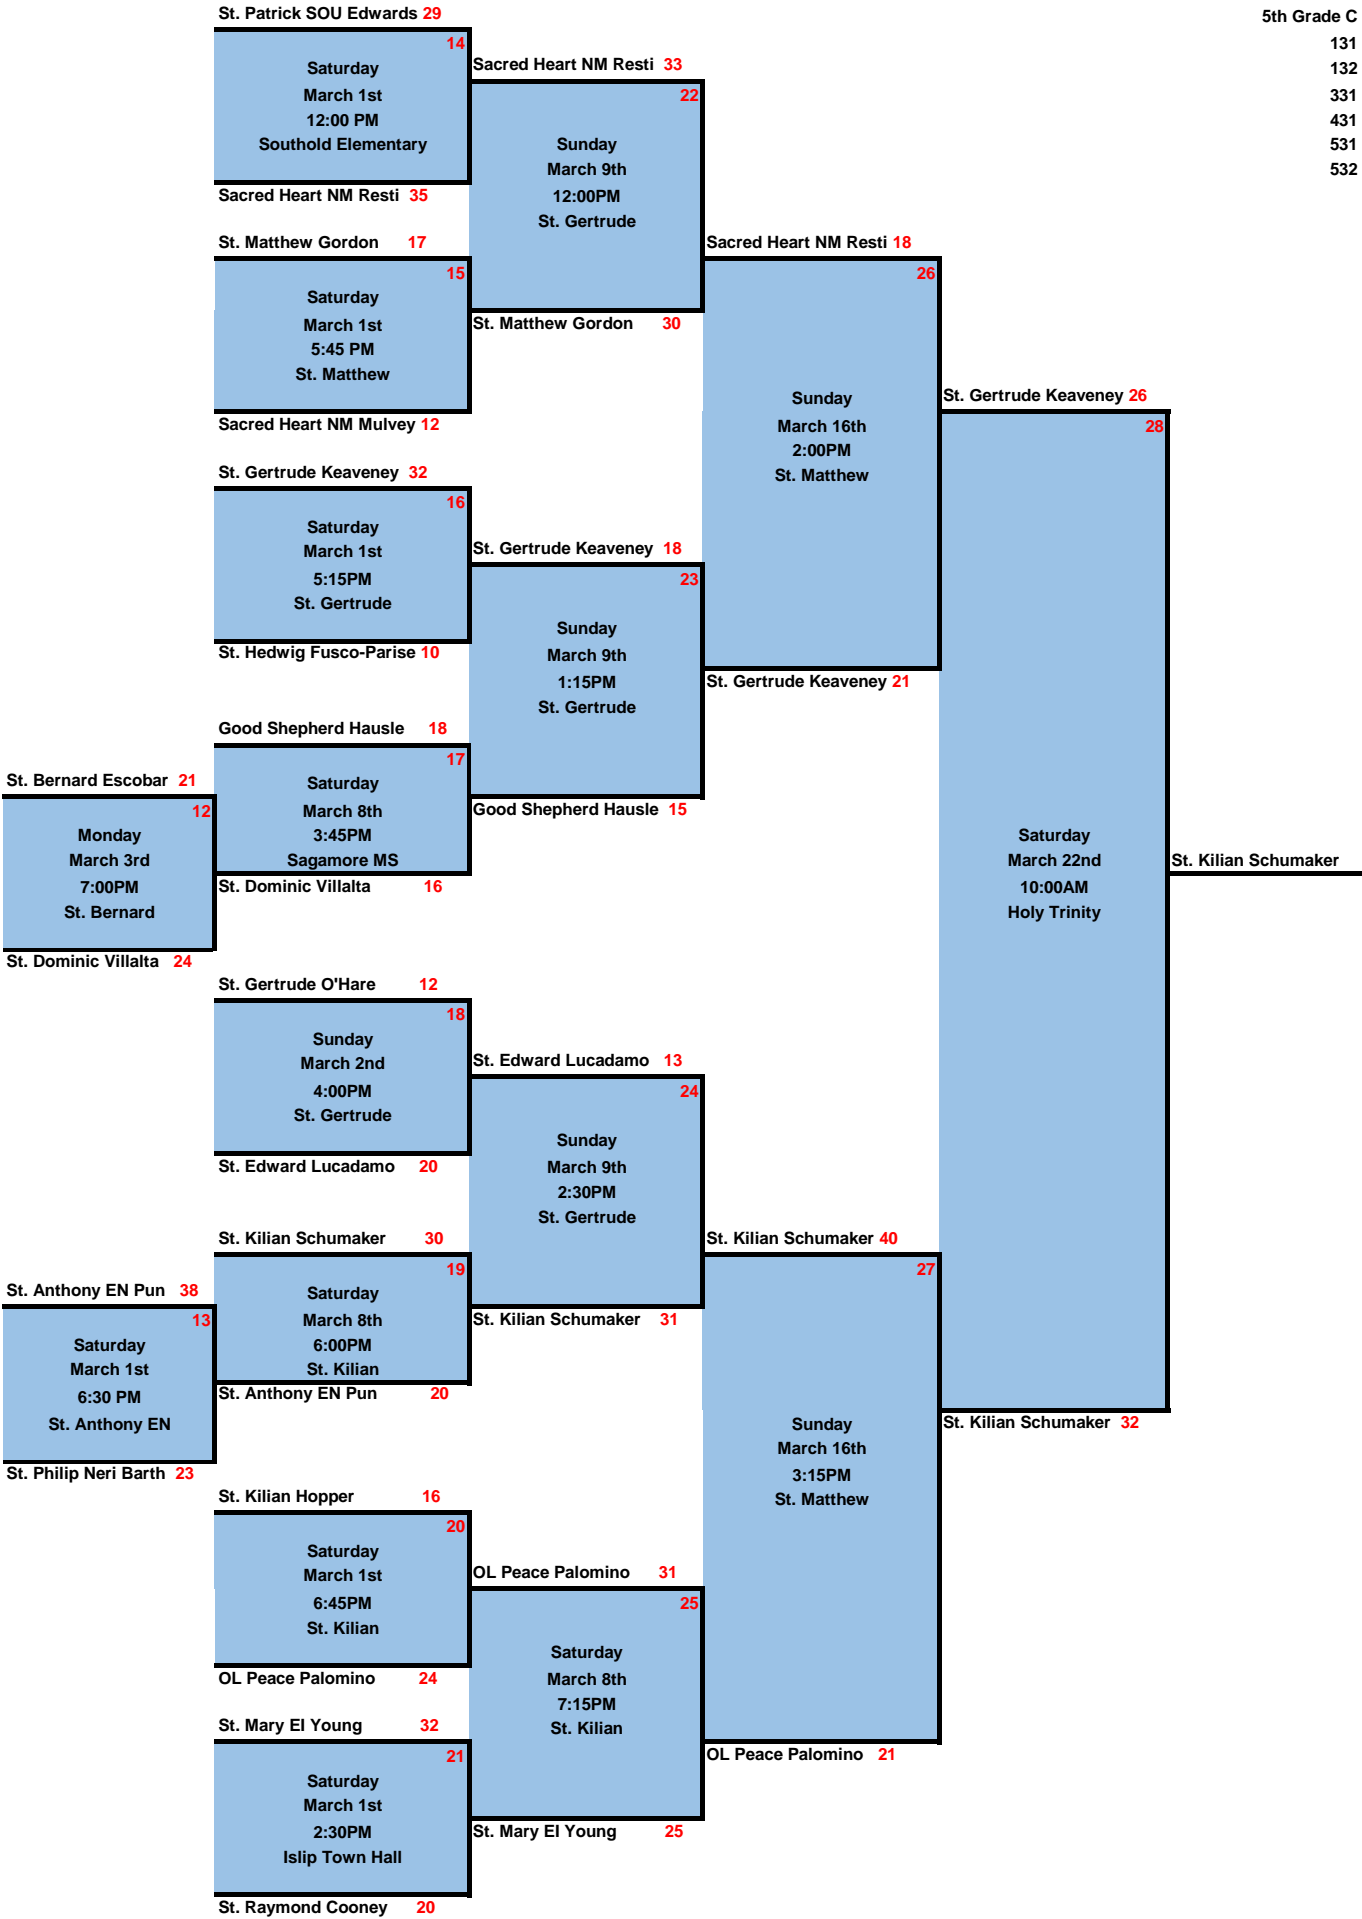 St. Patrick SOU Edwards 29
14
Saturday
March 1st
12:00 PM
Southold Elementary
Sacred Heart NM Resti 35
St. Matthew Gordon 17
15
Saturday
March 1st
5:45 PM
St. Matthew
Sacred Heart NM Mulvey 12
St. Gertrude Keaveney 32
16
Saturday
March 1st
5:15PM
St. Gertrude
St. Hedwig Fusco-Parise 10
Good Shepherd Hausle 18
17
Saturday
March 8th
3:45PM
Sagamore MS
St. Dominic Villalta 16
St. Bernard Escobar 21
12
Monday
March 3rd
7:00PM
St. Bernard
St. Dominic Villalta 24
St. Gertrude O'Hare 12
18
Sunday
March 2nd
4:00PM
St. Gertrude
St. Edward Lucadamo 20
St. Kilian Schumaker 30
19
Saturday
March 8th
6:00PM
St. Kilian
St. Anthony EN Pun 20
St. Anthony EN Pun 38
13
Saturday
March 1st
6:30 PM
St. Anthony EN
St. Philip Neri Barth 23
St. Kilian Hopper 16
20
Saturday
March 1st
6:45PM
St. Kilian
OL Peace Palomino 24
St. Mary EI Young 32
21
Saturday
March 1st
2:30PM
Islip Town Hall
St. Raymond Cooney 20
Sacred Heart NM Resti 33
22
Sunday
March 9th
12:00PM
St. Gertrude
St. Matthew Gordon 30
St. Gertrude Keaveney 18
23
Sunday
March 9th
1:15PM
St. Gertrude
Good Shepherd Hausle 15
St. Edward Lucadamo 13
24
Sunday
March 9th
2:30PM
St. Gertrude
St. Kilian Schumaker 31
OL Peace Palomino 31
25
Saturday
March 8th
7:15PM
St. Kilian
St. Mary EI Young 25
Sacred Heart NM Resti 18
26
Sunday
March 16th
2:00PM
St. Matthew
St. Gertrude Keaveney 21
St. Kilian Schumaker 40
27
Sunday
March 16th
3:15PM
St. Matthew
OL Peace Palomino 21
St. Gertrude Keaveney 26
28
Saturday
March 22nd
10:00AM
Holy Trinity
St. Kilian Schumaker 32
St. Kilian Schumaker
5th Grade C
131
132
331
431
531
532